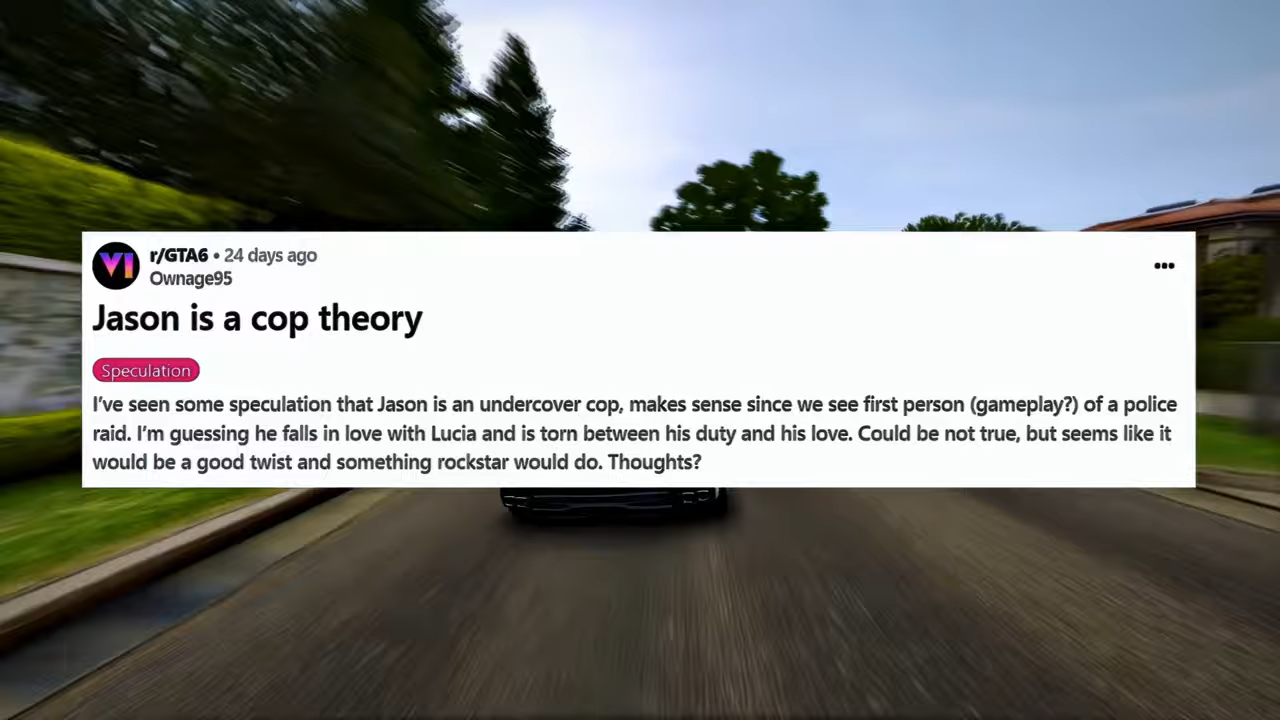 VI
r/GTA6 • 24 days ago
Ownage95
Jason is a cop theory
Speculation
I've seen some speculation that Jason is an undercover cop, makes sense since we see first person (gameplay?) of a police
raid. I'm guessing he falls in love with Lucia and is torn between his duty and his love. Could be not true, but seems like it
would be a good twist and something rockstar would do. Thoughts?